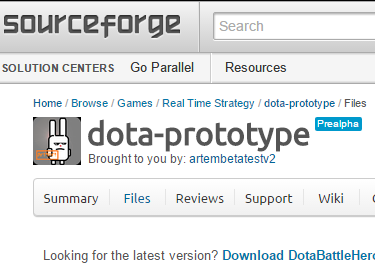 sourceforge
Search
SOLUTION CENTERS Go Parallel Resources
Home / Browse / Games / Real Time Strategy / dota-prototype / Files
dota-prototype Prealpha
Brought to you by: artembetatestv2
Summary Files Reviews Support Wiki
Looking for the latest version? Download DotaBattleHero